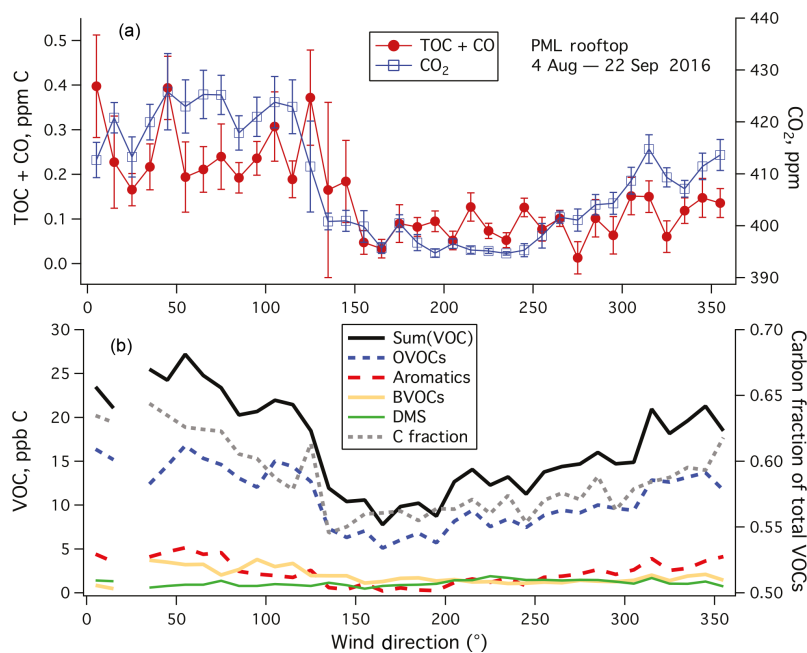 (a)
TOC + CO
CO₂
PML rooftop
4 Aug — 22 Sep 2016
TOC + CO, ppm C
0.5
0.4
0.3
0.2
0.1
0.0
CO₂, ppm
440
430
420
410
400
390
0 50 100 150 200 250 300 350
(b)
Sum(VOC)
OVOCs
Aromatics
BVOCs
DMS
C fraction
VOC, ppb C
30
25
20
15
10
5
0
Carbon fraction of total VOCs
0.70
0.65
0.60
0.55
0.50
0 50 100 150 200 250 300 350
Wind direction (°)